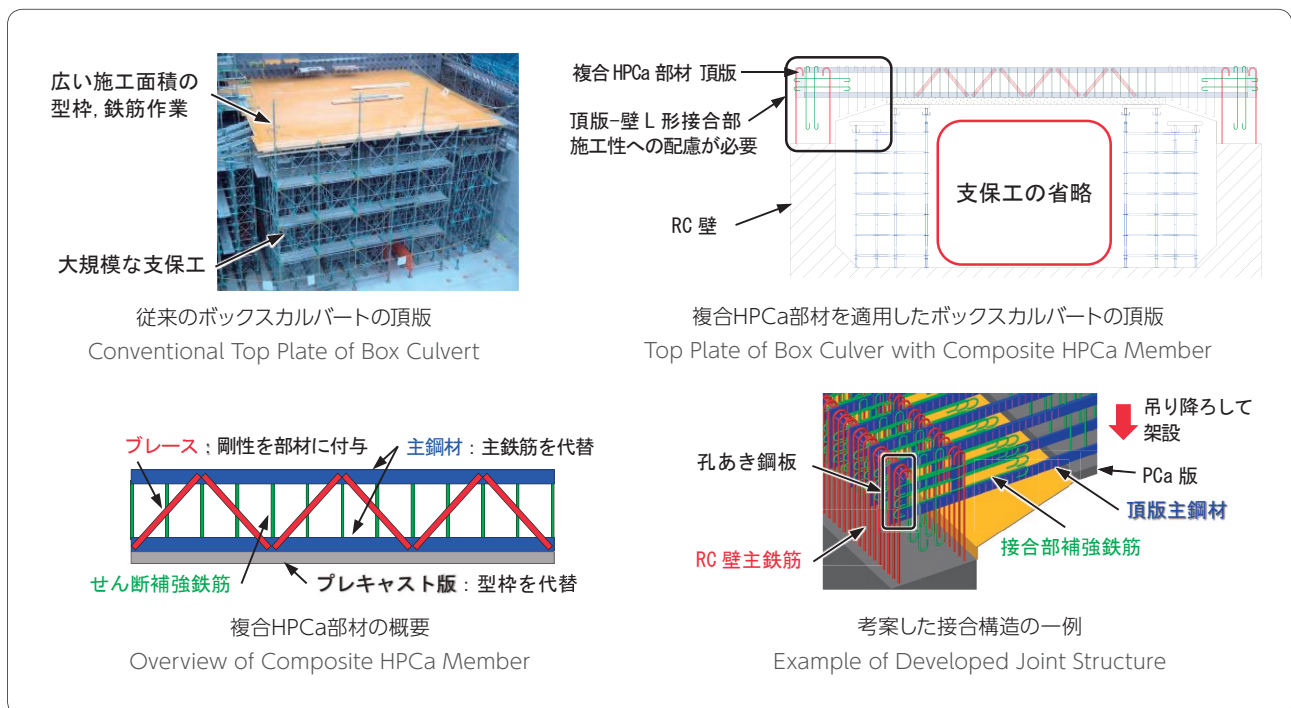 広い施工面積の
型枠，鉄筋作業
大規模な支保工
従来のボックスカルバートの頂版
Conventional Top Plate of Box Culvert
複合 HPCa 部材 頂版
頂版-壁 L 形接合部
施工性への配慮が必要
RC 壁
支保工の省略
複合HPCa部材を適用したボックスカルバートの頂版
Top Plate of Box Culver with Composite HPCa Member
ブレース：剛性を部材に付与
主鋼材：主鉄筋を代替
せん断補強鉄筋
プレキャスト版：型枠を代替
複合HPCa部材の概要
Overview of Composite HPCa Member
孔あき鋼板
RC 壁主鉄筋
吊り降ろして
架設
PCa 版
頂版主鋼材
接合部補強鉄筋
考案した接合構造の一例
Example of Developed Joint Structure